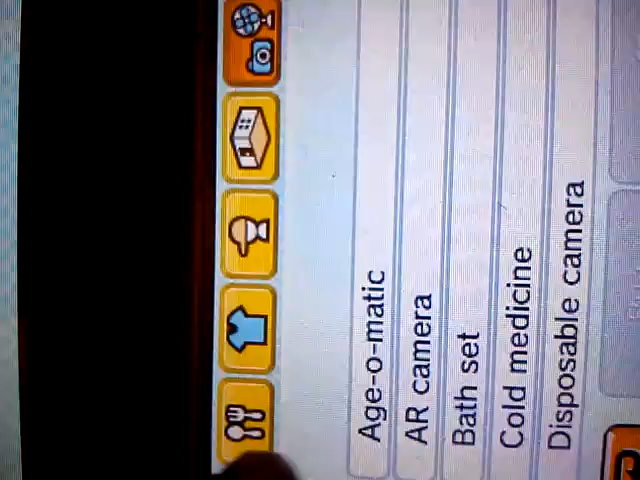 Age-o-matic
AR camera
Bath set
Cold medicine
Disposable camera